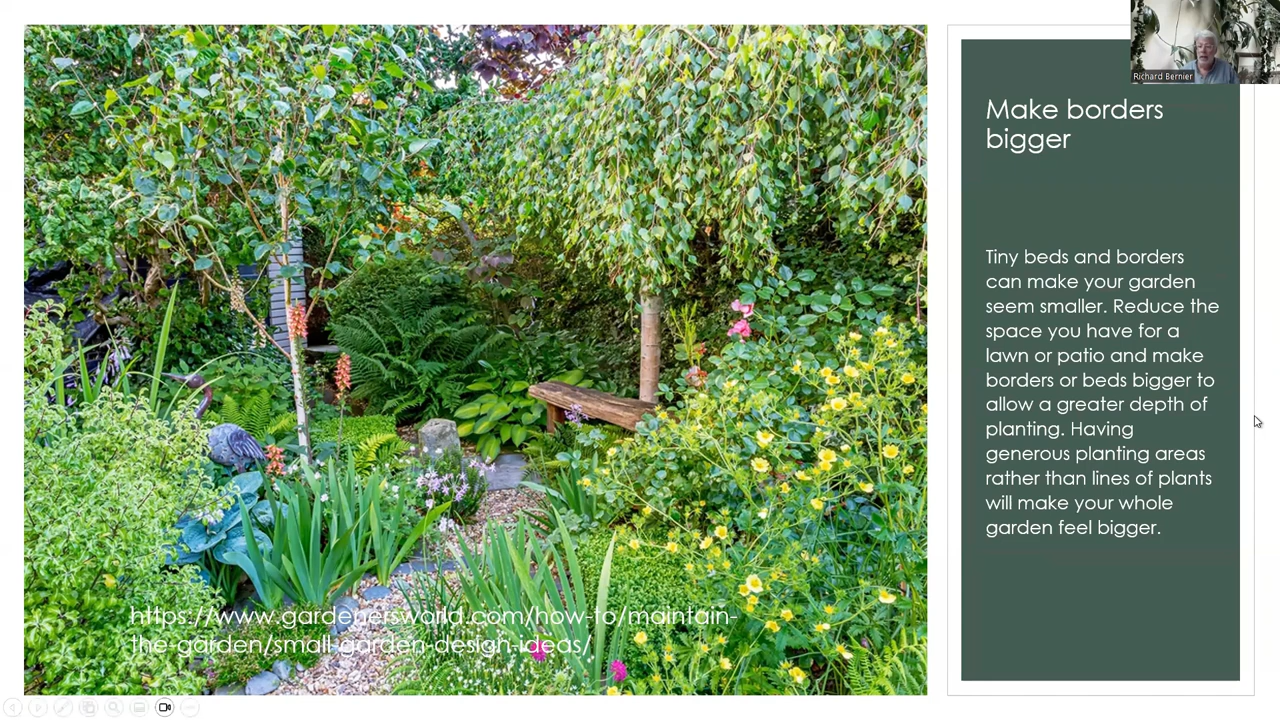 Richard Bernier
Make borders
bigger
Tiny beds and borders
can make your garden
seem smaller. Reduce the
space you have for a
lawn or patio and make
borders or beds bigger to
allow a greater depth of
planting. Having
generous planting areas
rather than lines of plants
will make your whole
garden feel bigger.
https://www.gardenersworld.com/how-to/maintain-
the-garden/small-garden-design-ideas/